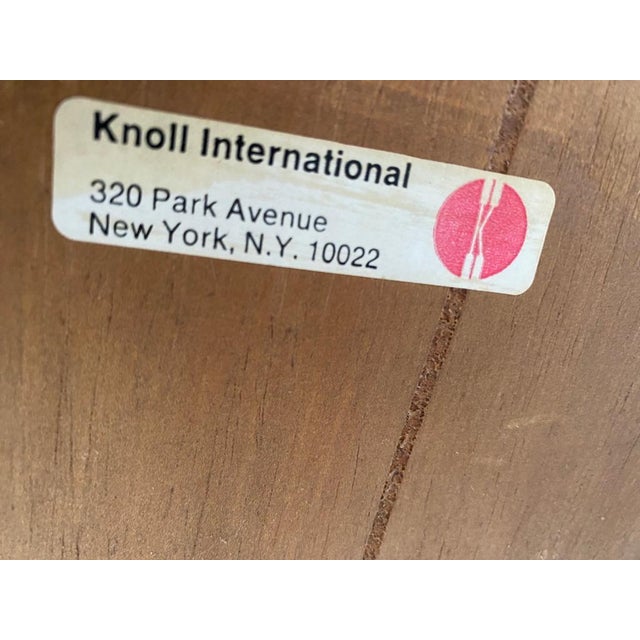 Knoll International
320 Park Avenue
New York, N.Y. 10022